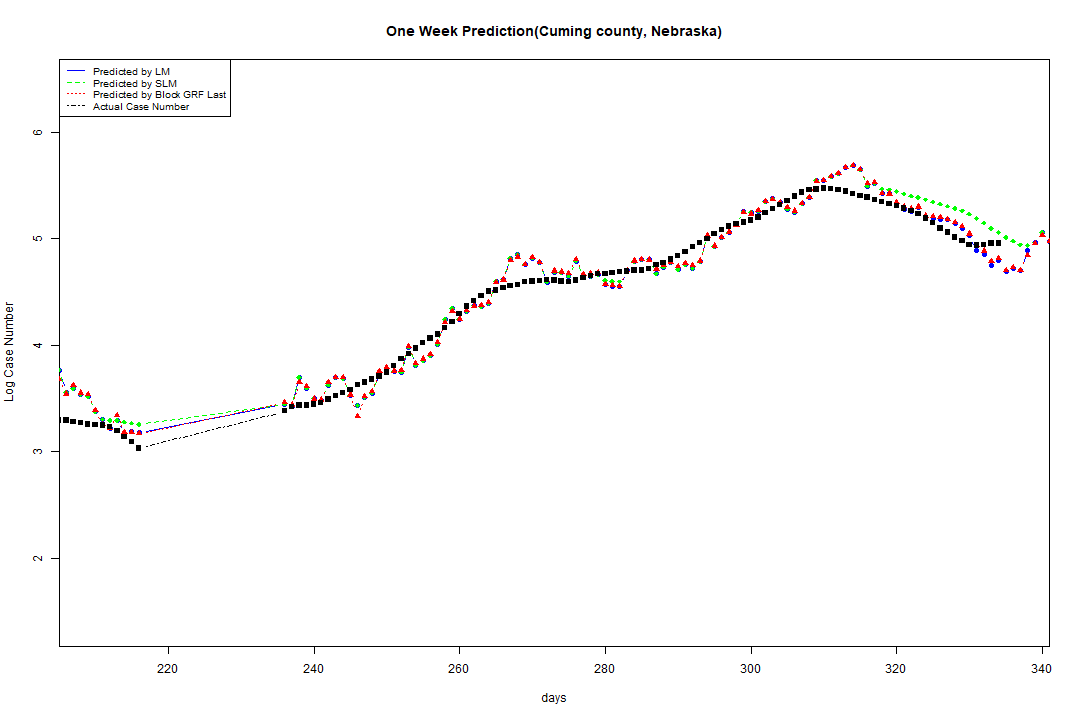 One Week Prediction(Cuming county, Nebraska)
Predicted by LM
Predicted by SLM
Predicted by Block GRF Last
Actual Case Number
6
5
4
3
2
Log Case Number
220 240 260 280 300 320 340
days